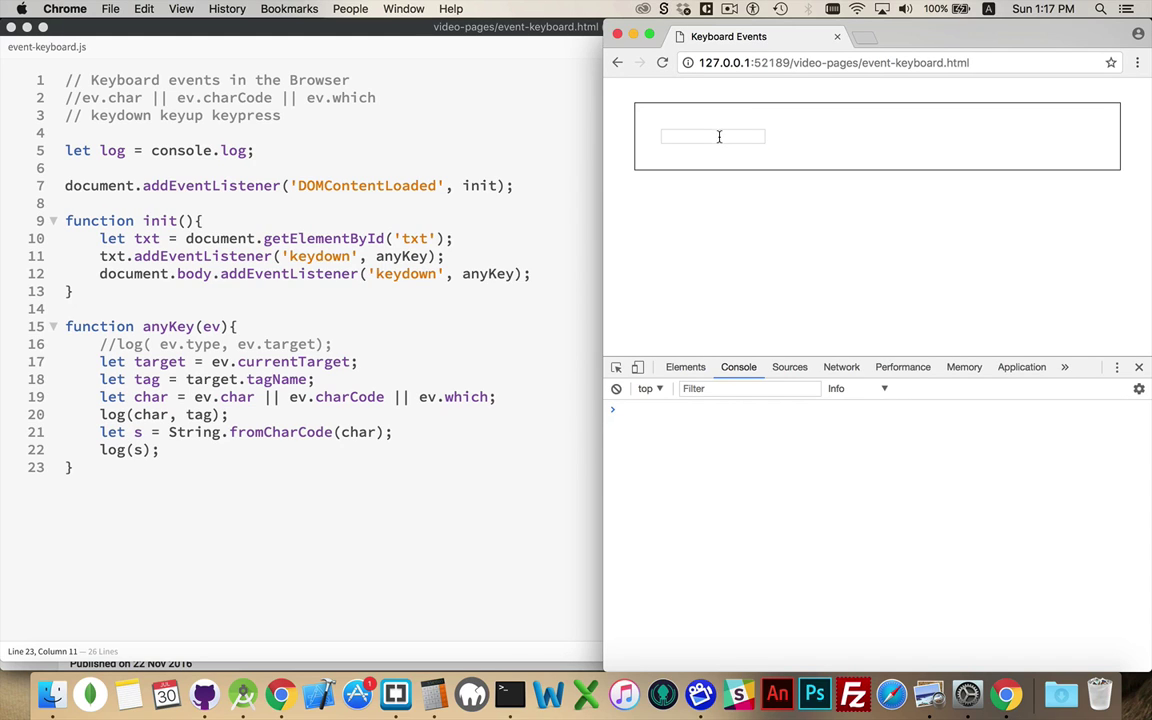 Chrome File Edit View History Bookmarks People Window Help 100% Sun 1:17 PM
video-pages/event-keyboard.html
event-keyboard.js
1 // Keyboard events in the Browser
2 //ev.char || ev.charCode || ev.which
3 // keydown keyup keypress
4
5 let log = console.log;
6
7 document.addEventListener('DOMContentLoaded', init);
8
9 function init(){
10 let txt = document.getElementById('txt');
11 txt.addEventListener('keydown', anyKey);
12 document.body.addEventListener('keydown', anyKey);
13 }
14
15 function anyKey(ev){
16 //log( ev.type, ev.target);
17 let target = ev.currentTarget;
18 let tag = target.tagName;
19 let char = ev.char || ev.charCode || ev.which;
20 log(char, tag);
21 let s = String.fromCharCode(char);
22 log(s);
23 }
Line 23, Column 11 — 26 Lines
Published on 22 Nov 2016
Keyboard Events
127.0.0.1:52189/video-pages/event-keyboard.html
Elements Console Sources Network Performance Memory Application »
top Filter Info
JUL
30
1
An Ps Fz